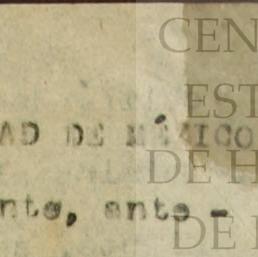 CEN
EST
AD DE MÉXICO
DE H
nte, ante -
DE